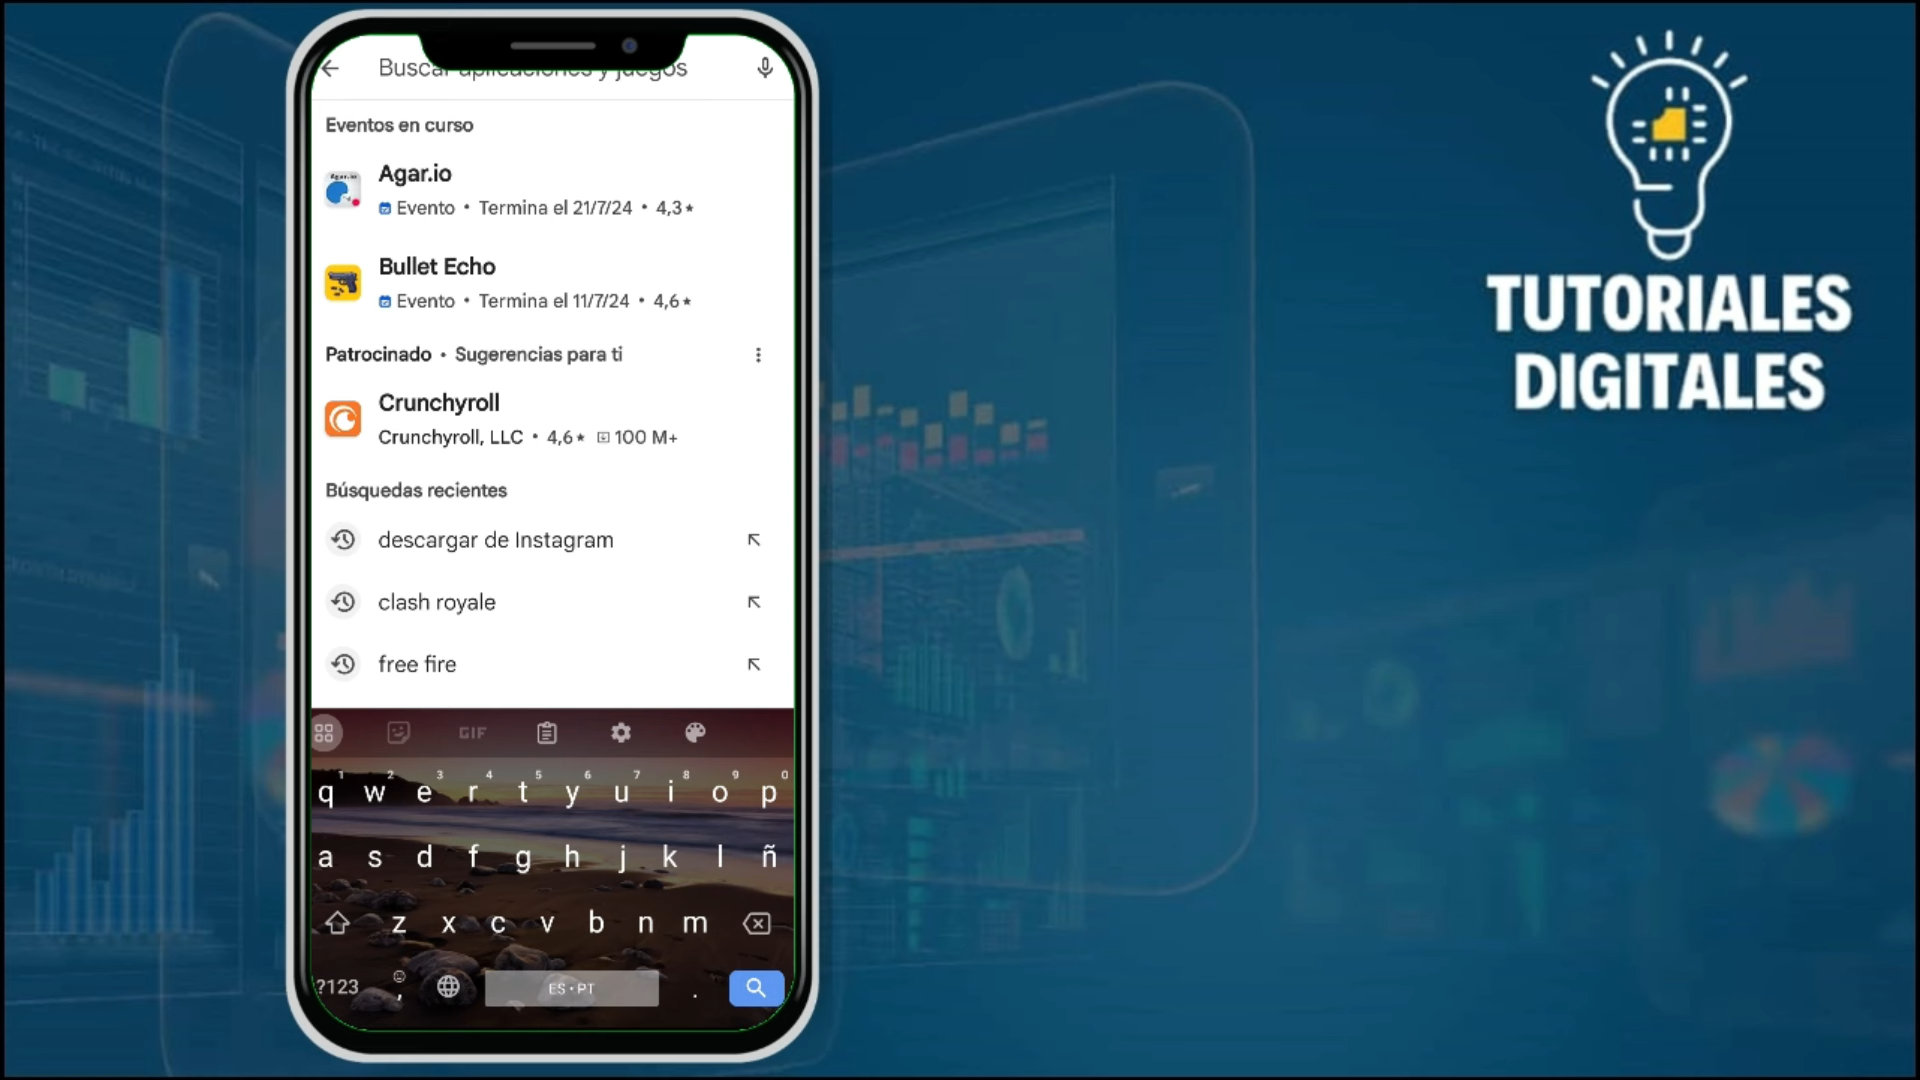 Buscar aplicaciones y juegos
Eventos en curso
Agar.io
Evento • Termina el 21/7/24 • 4,3★
Bullet Echo
Evento • Termina el 11/7/24 • 4,6★
Patrocinado • Sugerencias para ti
Crunchyroll
Crunchyroll, LLC • 4,6★ 100 M+
Búsquedas recientes
descargar de Instagram
clash royale
free fire
GIF
1 2 3 4 5 6 7 8 9 0
q w e r t y u i o p
a s d f g h j k l ñ
z x c v b n m
?123 , ES • PT .
TUTORIALES
DIGITALES